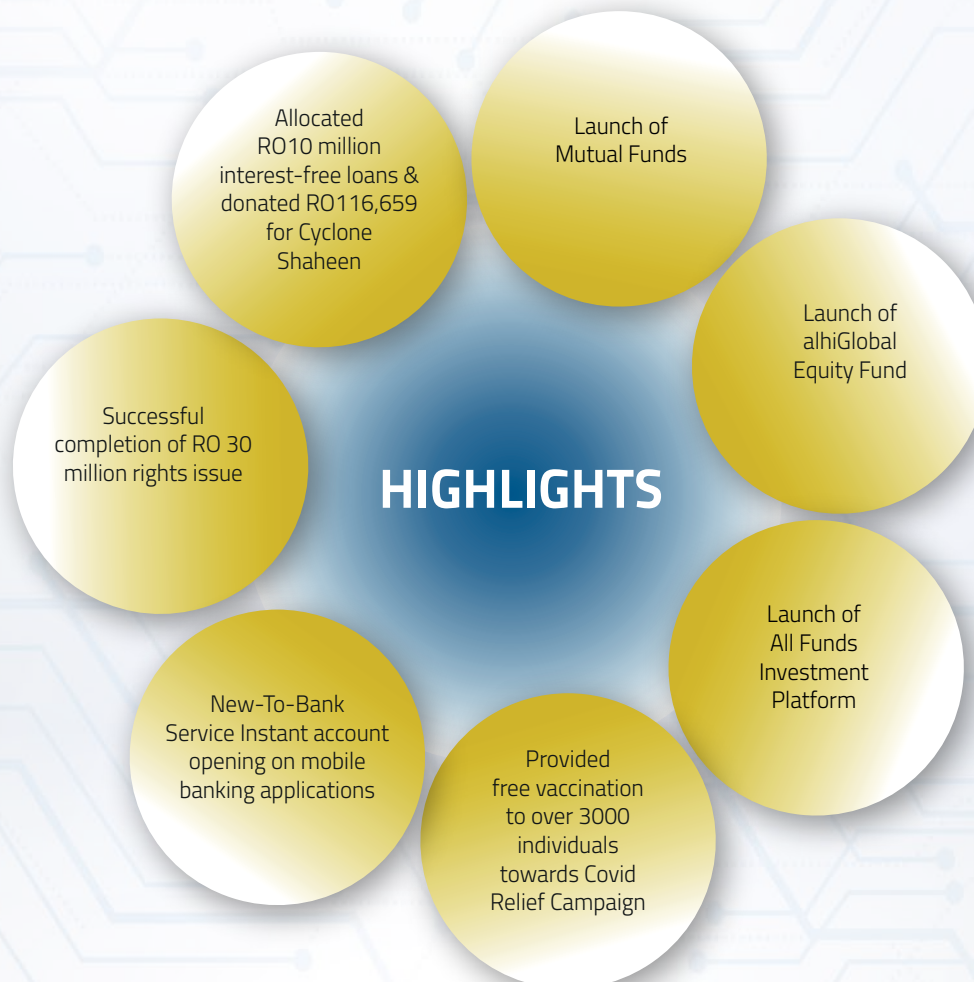 Allocated
RO10 million
interest-free loans &
donated RO116,659
for Cyclone
Shaheen
Launch of
Mutual Funds
Launch of
alhiGlobal
Equity Fund
Successful
completion of RO 30
million rights issue
HIGHLIGHTS
Launch of
All Funds
Investment
Platform
New-To-Bank
Service Instant account
opening on mobile
banking applications
Provided
free vaccination
to over 3000
individuals
towards Covid
Relief Campaign